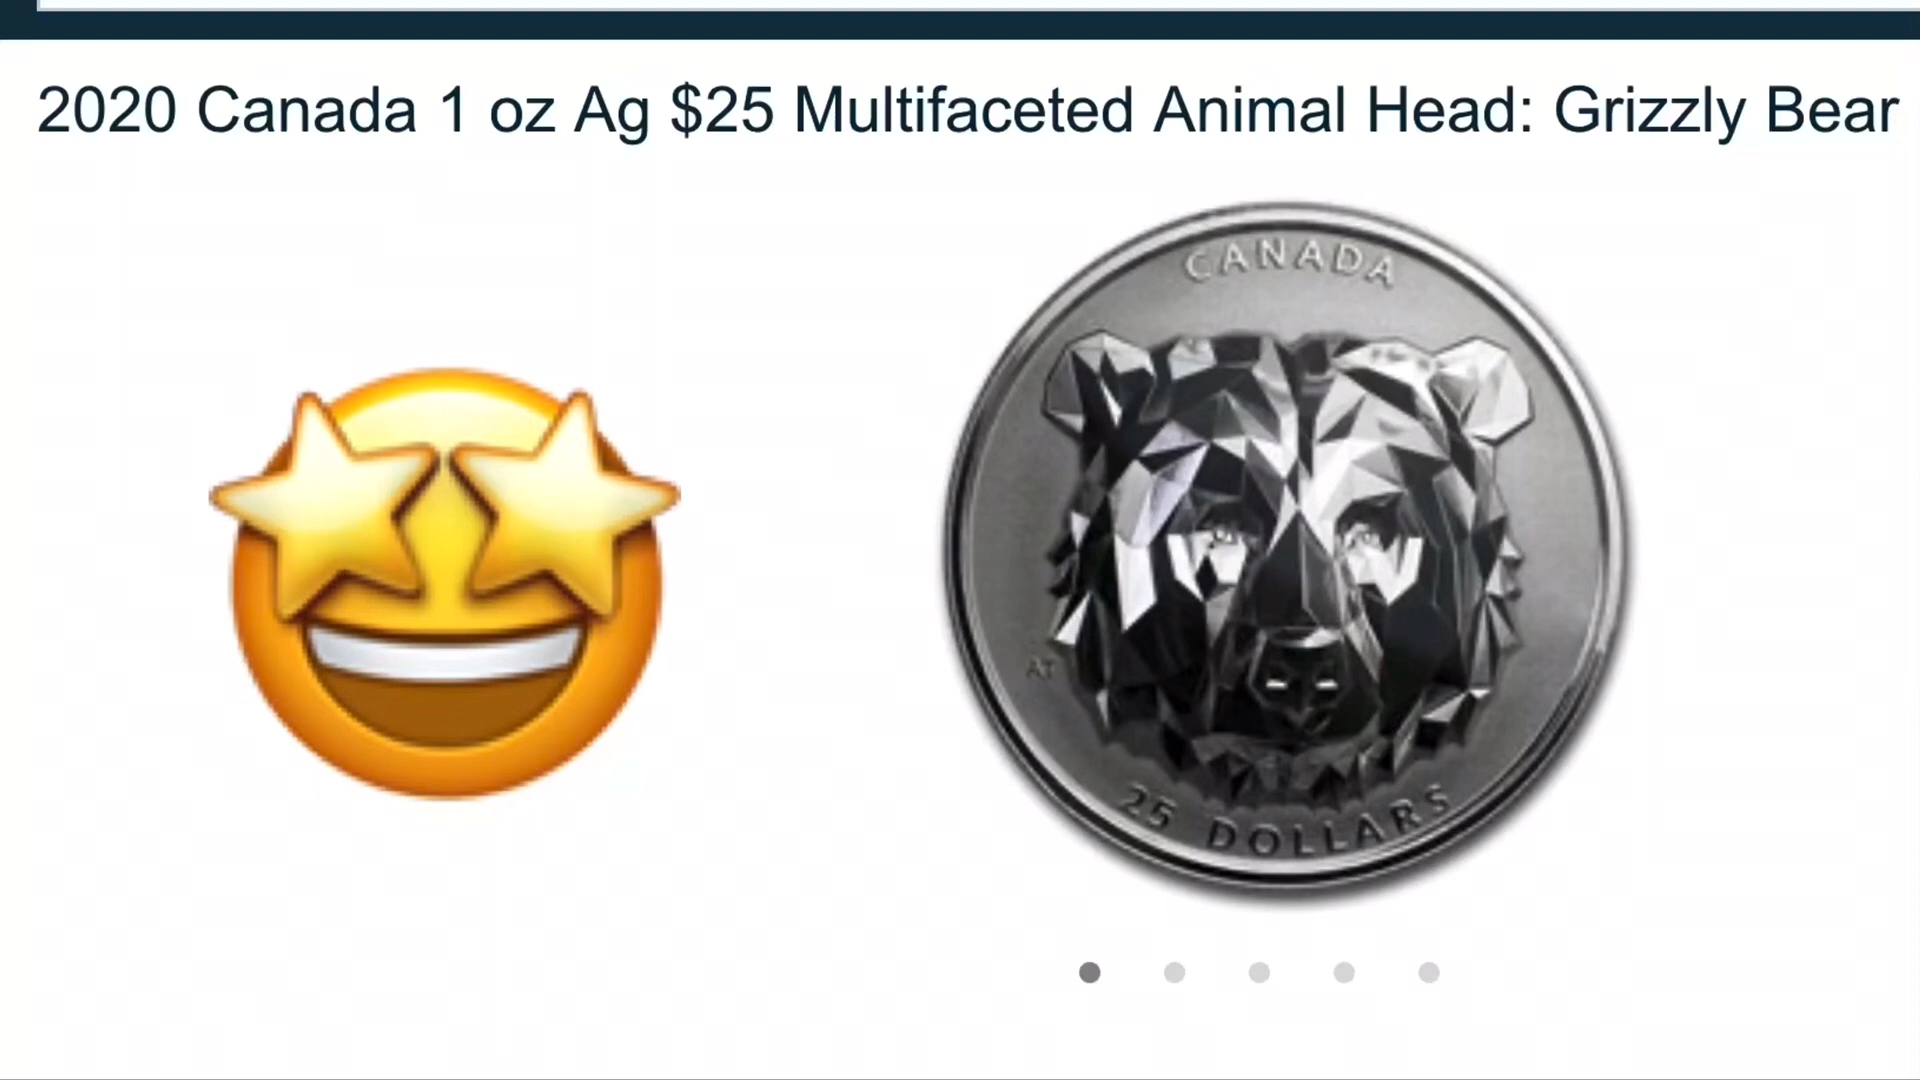 2020 Canada 1 oz Ag $25 Multifaceted Animal Head: Grizzly Bear
CANADA
AT
25 DOLLARS